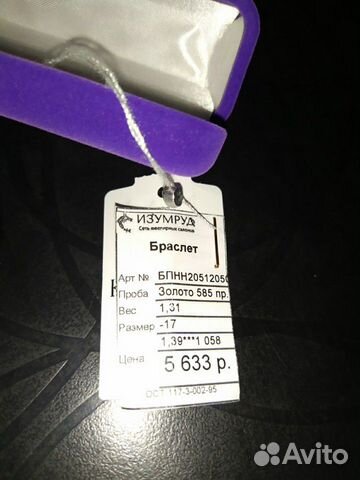 ИЗУМРУД
Сеть ювелирных салонов
Браслет
Арт № БПНН20512050
Проба Золото 585 пр.
Вес 1,31
Размер -17
1,39***1 058
Цена 5 633 р.
ОСТ 117-3-002-95
Avito